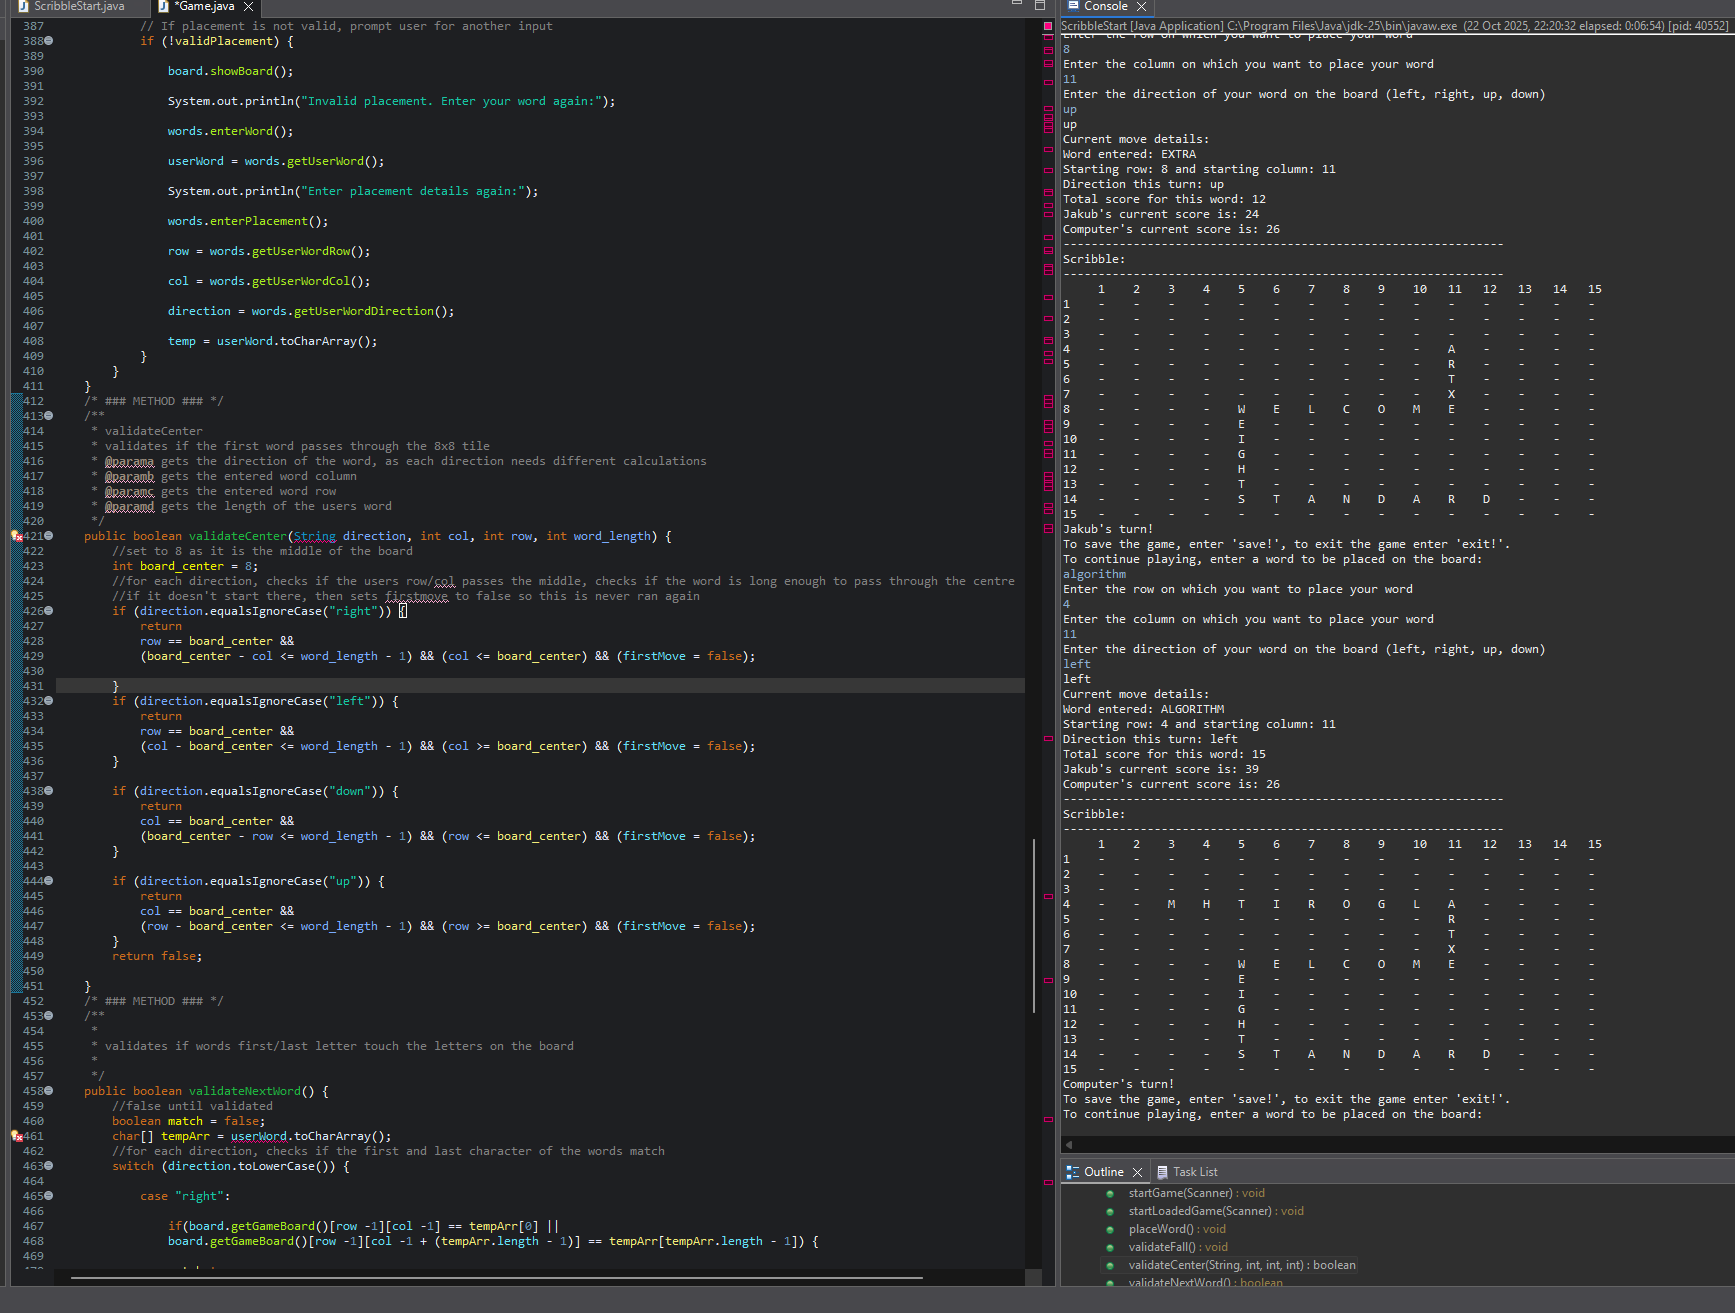 ScribbleStart.java
*Game.java
387 // If placement is not valid, prompt user for another input
388 if (!validPlacement) {
389
390 board.showBoard();
391
392 System.out.println("Invalid placement. Enter your word again:");
393
394 words.enterWord();
395
396 userWord = words.getUserWord();
397
398 System.out.println("Enter placement details again:");
399
400 words.enterPlacement();
401
402 row = words.getUserWordRow();
403
404 col = words.getUserWordCol();
405
406 direction = words.getUserWordDirection();
407
408 temp = userWord.toCharArray();
409 }
410 }
411 }
412 /* ### METHOD ### */
413 /**
414 * validateCenter
415 * validates if the first word passes through the 8x8 tile
416 * @parama gets the direction of the word, as each direction needs different calculations
417 * @paramb gets the entered word column
418 * @paramc gets the entered word row
419 * @paramd gets the length of the users word
420 */
421 public boolean validateCenter(String direction, int col, int row, int word_length) {
422 //set to 8 as it is the middle of the board
423 int board_center = 8;
424 //for each direction, checks if the users row/col passes the middle, checks if the word is long enough to pass through the centre
425 //if it doesn't start there, then sets firstmove to false so this is never ran again
426 if (direction.equalsIgnoreCase("right")) {
427 return
428 row == board_center &&
429 (board_center - col <= word_length - 1) && (col <= board_center) && (firstMove = false);
430
431 }
432 if (direction.equalsIgnoreCase("left")) {
433 return
434 row == board_center &&
435 (col - board_center <= word_length - 1) && (col >= board_center) && (firstMove = false);
436 }
437
438 if (direction.equalsIgnoreCase("down")) {
439 return
440 col == board_center &&
441 (board_center - row <= word_length - 1) && (row <= board_center) && (firstMove = false);
442 }
443
444 if (direction.equalsIgnoreCase("up")) {
445 return
446 col == board_center &&
447 (row - board_center <= word_length - 1) && (row >= board_center) && (firstMove = false);
448 }
449 return false;
450
451 }
452 /* ### METHOD ### */
453 /**
454 *
455 * validates if words first/last letter touch the letters on the board
456 *
457 */
458 public boolean validateNextWord() {
459 //false until validated
460 boolean match = false;
461 char[] tempArr = userWord.toCharArray();
462 //for each direction, checks if the first and last character of the words match
463 switch (direction.toLowerCase()) {
464
465 case "right":
466
467 if(board.getGameBoard()[row -1][col -1] == tempArr[0] ||
468 board.getGameBoard()[row -1][col -1 + (tempArr.length - 1)] == tempArr[tempArr.length - 1]) {
469
Console
ScribbleStart [Java Application] C:\Program Files\Java\jdk-25\bin\javaw.exe (22 Oct 2025, 22:20:32 elapsed: 0:06:54) [pid: 40552]
Enter the row on which you want to place your word
8
Enter the column on which you want to place your word
11
Enter the direction of your word on the board (left, right, up, down)
up
up
Current move details:
Word entered: EXTRA
Starting row: 8 and starting column: 11
Direction this turn: up
Total score for this word: 12
Jakub's current score is: 24
Computer's current score is: 26
---------------------------------------------------------------
Scribble:
---------------------------------------------------------------
1 2 3 4 5 6 7 8 9 10 11 12 13 14 15
1 - - - - - - - - - - - - - - -
2 - - - - - - - - - - - - - - -
3 - - - - - - - - - - - - - - -
4 - - - - - - - - - - A - - - -
5 - - - - - - - - - - R - - - -
6 - - - - - - - - - - T - - - -
7 - - - - - - - - - - X - - - -
8 - - - - W E L C O M E - - - -
9 - - - - E - - - - - - - - - -
10 - - - - I - - - - - - - - - -
11 - - - - G - - - - - - - - - -
12 - - - - H - - - - - - - - - -
13 - - - - T - - - - - - - - - -
14 - - - - S T A N D A R D - - -
15 - - - - - - - - - - - - - - -
Jakub's turn!
To save the game, enter 'save!', to exit the game enter 'exit!'.
To continue playing, enter a word to be placed on the board:
algorithm
Enter the row on which you want to place your word
4
Enter the column on which you want to place your word
11
Enter the direction of your word on the board (left, right, up, down)
left
left
Current move details:
Word entered: ALGORITHM
Starting row: 4 and starting column: 11
Direction this turn: left
Total score for this word: 15
Jakub's current score is: 39
Computer's current score is: 26
---------------------------------------------------------------
Scribble:
---------------------------------------------------------------
1 2 3 4 5 6 7 8 9 10 11 12 13 14 15
1 - - - - - - - - - - - - - - -
2 - - - - - - - - - - - - - - -
3 - - - - - - - - - - - - - - -
4 - - M H T I R O G L A - - - -
5 - - - - - - - - - - R - - - -
6 - - - - - - - - - - T - - - -
7 - - - - - - - - - - X - - - -
8 - - - - W E L C O M E - - - -
9 - - - - E - - - - - - - - - -
10 - - - - I - - - - - - - - - -
11 - - - - G - - - - - - - - - -
12 - - - - H - - - - - - - - - -
13 - - - - T - - - - - - - - - -
14 - - - - S T A N D A R D - - -
15 - - - - - - - - - - - - - - -
Computer's turn!
To save the game, enter 'save!', to exit the game enter 'exit!'.
To continue playing, enter a word to be placed on the board:
Outline
Task List
startGame(Scanner) : void
startLoadedGame(Scanner) : void
placeWord() : void
validateFall() : void
validateCenter(String, int, int, int) : boolean
validateNextWord() : boolean